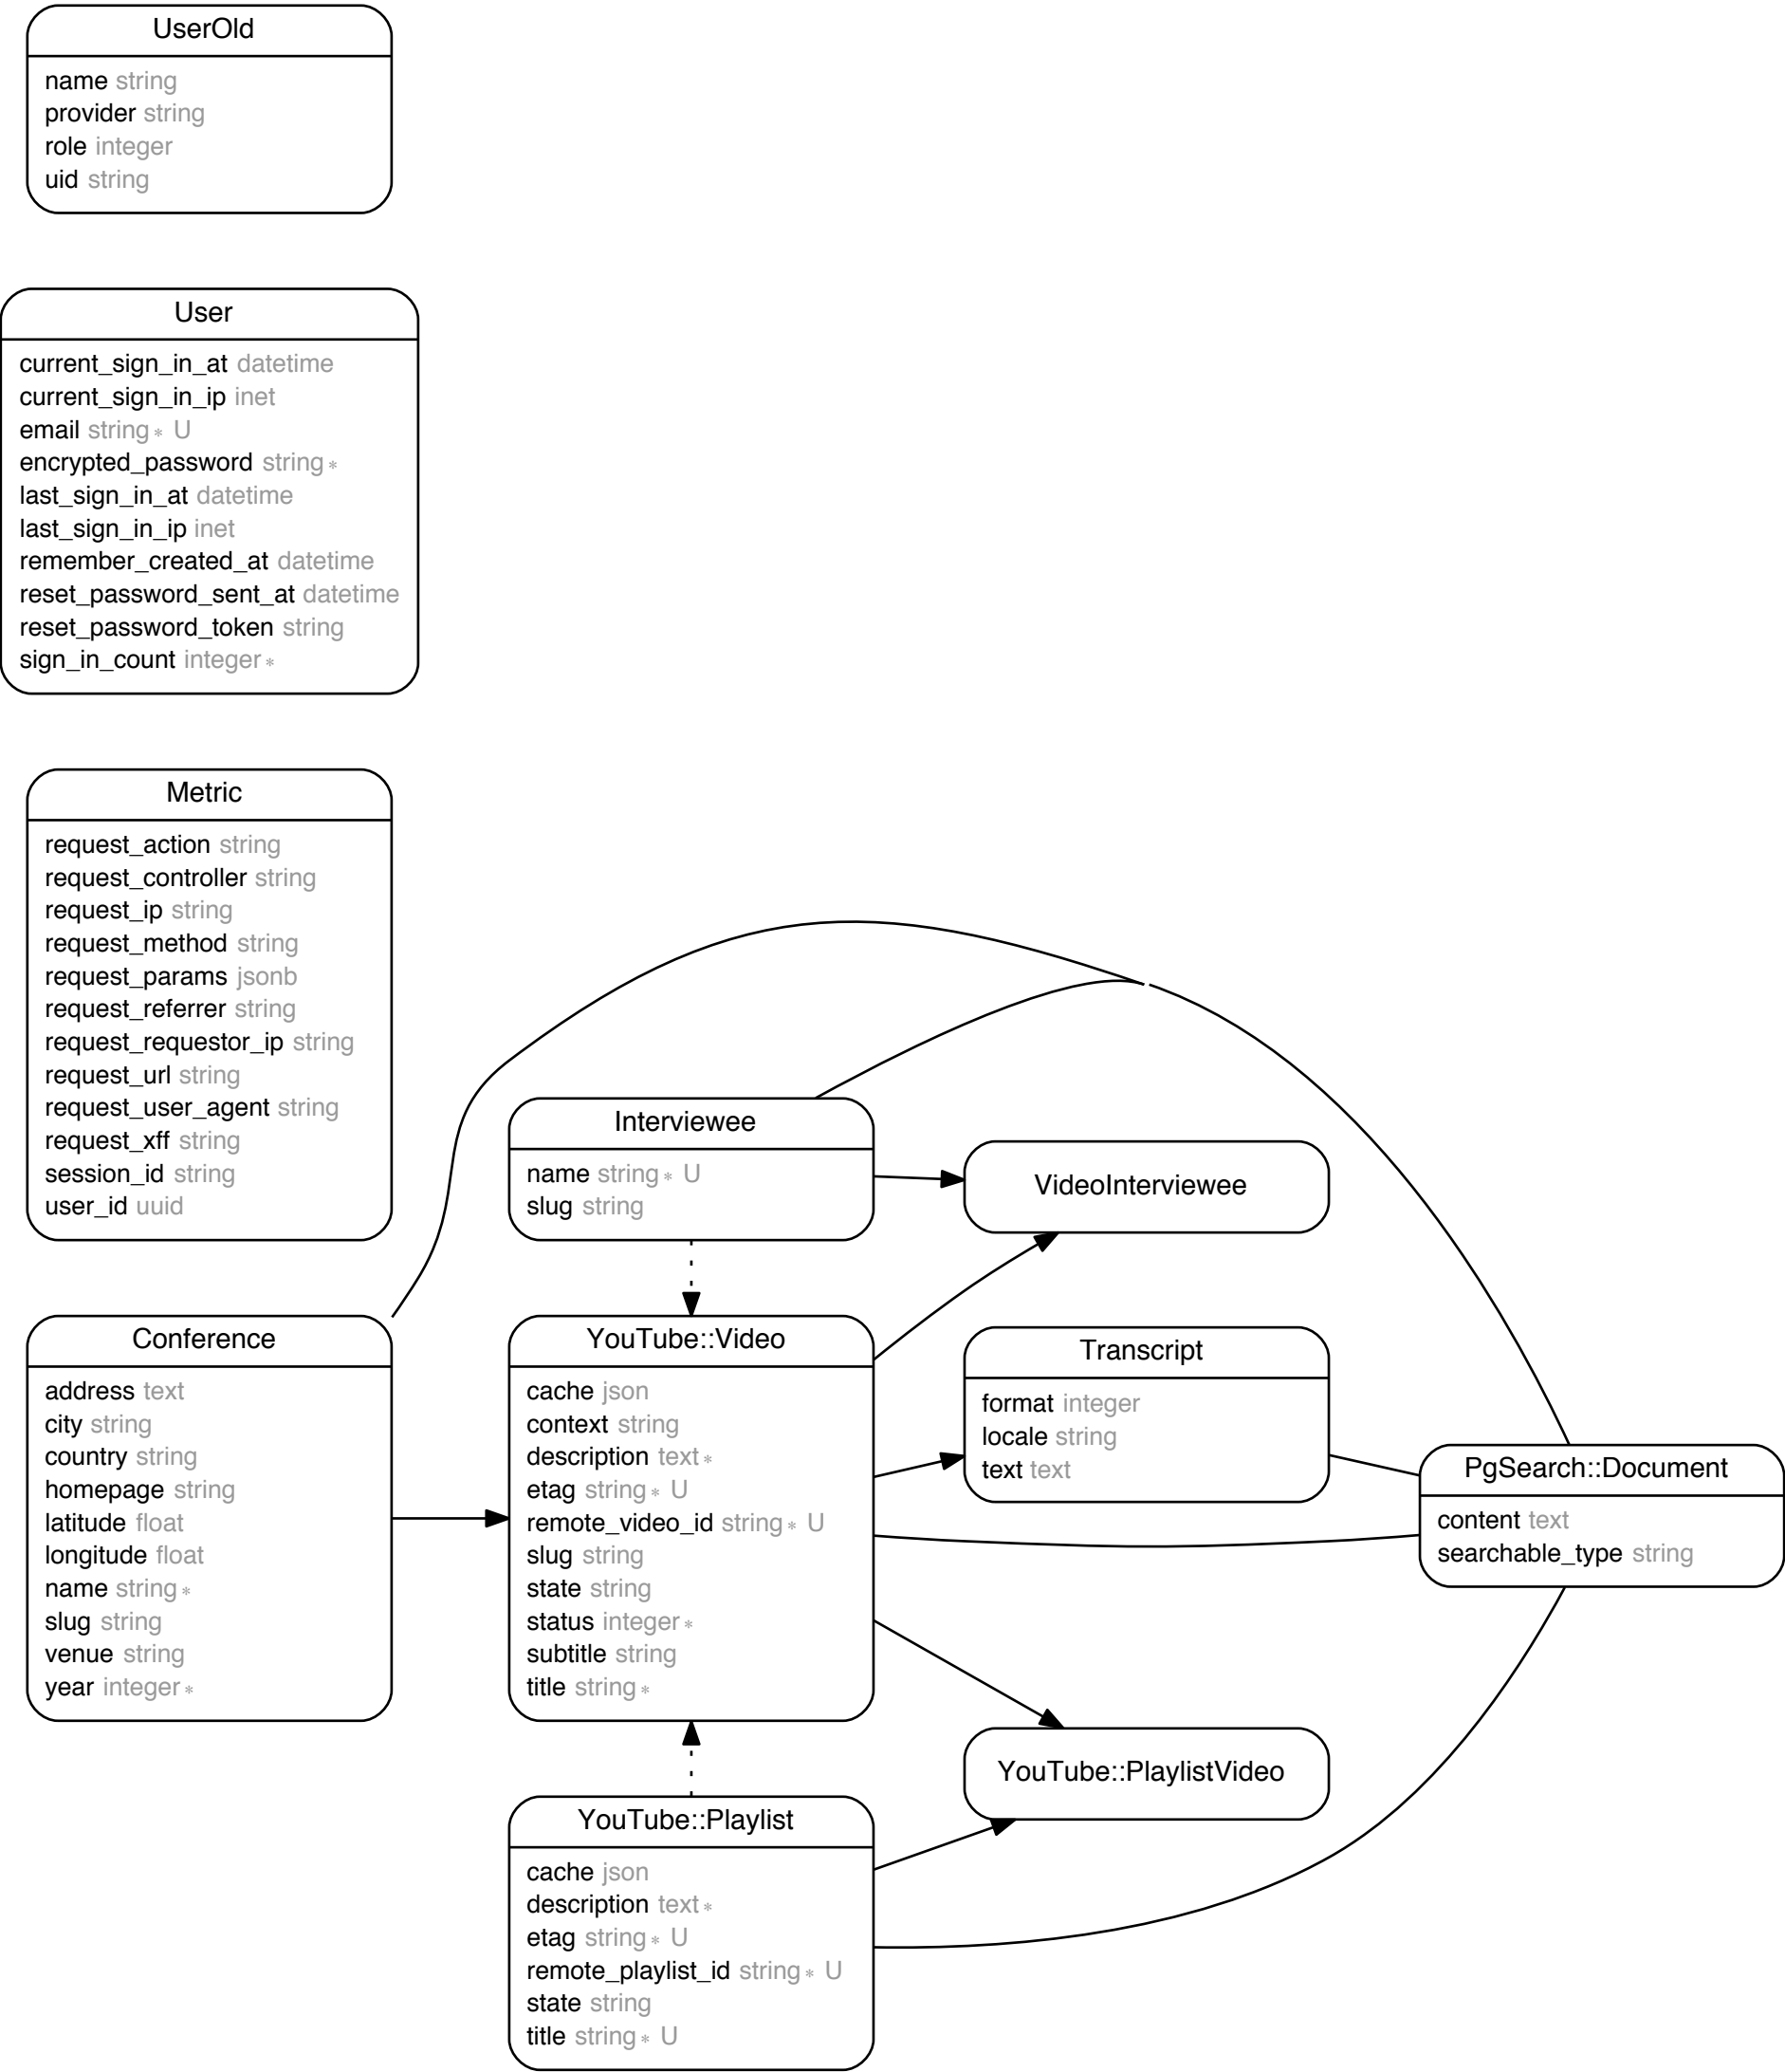 UserOld
name string
provider string
role integer
uid string
User
current_sign_in_at datetime
current_sign_in_ip inet
email string* U
encrypted_password string*
last_sign_in_at datetime
last_sign_in_ip inet
remember_created_at datetime
reset_password_sent_at datetime
reset_password_token string
sign_in_count integer*
Metric
request_action string
request_controller string
request_ip string
request_method string
request_params jsonb
request_referrer string
request_requestor_ip string
request_url string
request_user_agent string
request_xff string
session_id string
user_id uuid
Interviewee
name string* U
slug string
VideoInterviewee
Conference
address text
city string
country string
homepage string
latitude float
longitude float
name string*
slug string
venue string
year integer*
YouTube::Video
cache json
context string
description text*
etag string* U
remote_video_id string* U
slug string
state string
status integer*
subtitle string
title string*
Transcript
format integer
locale string
text text
PgSearch::Document
content text
searchable_type string
YouTube::PlaylistVideo
YouTube::Playlist
cache json
description text*
etag string* U
remote_playlist_id string* U
state string
title string* U